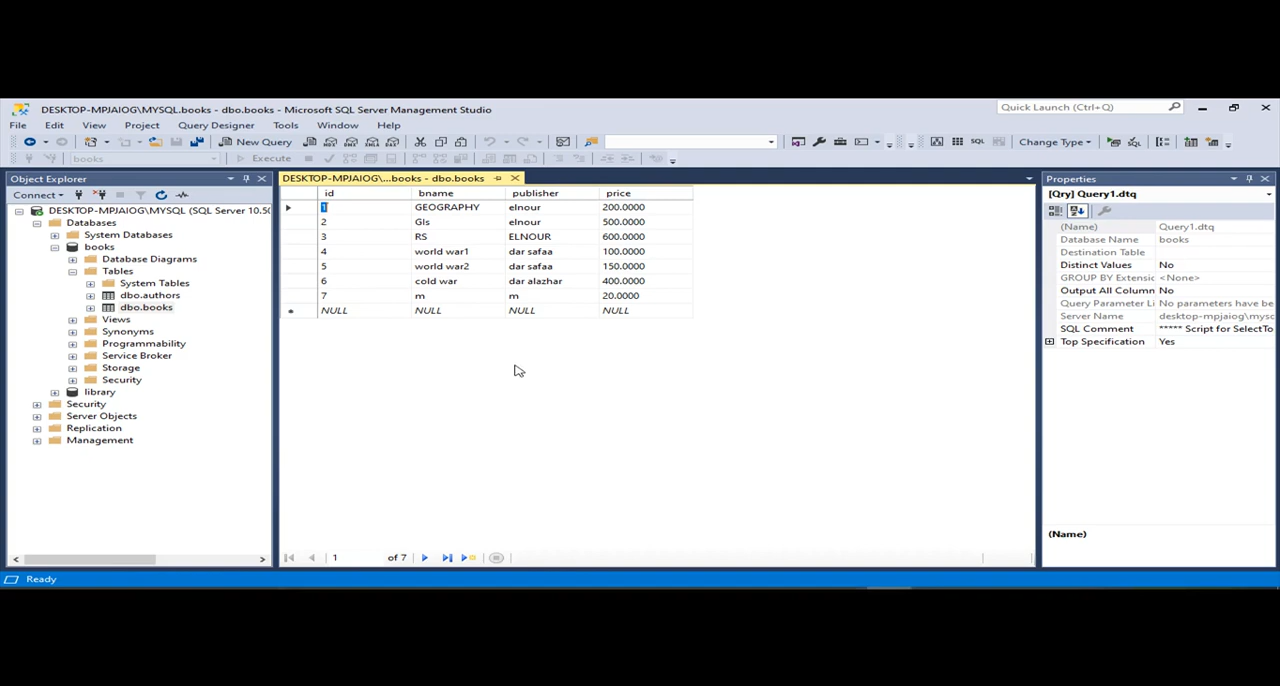 DESKTOP-MPJAIOG\MYSQL.books - dbo.books - Microsoft SQL Server Management Studio
Quick Launch (Ctrl+Q)
File Edit View Project Query Designer Tools Window Help
New Query
Change Type
books
Execute
Object Explorer
Connect
DESKTOP-MPJAIOG\MYSQL (SQL Server 10.50
Databases
System Databases
books
Database Diagrams
Tables
System Tables
dbo.authors
dbo.books
Views
Synonyms
Programmability
Service Broker
Storage
Security
library
Security
Server Objects
Replication
Management
DESKTOP-MPJAIOG\...books - dbo.books
id bname publisher price
1 GEOGRAPHY elnour 200.0000
2 GIs elnour 500.0000
3 RS ELNOUR 600.0000
4 world war1 dar safaa 100.0000
5 world war2 dar safaa 150.0000
6 cold war dar alazhar 400.0000
7 m m 20.0000
NULL NULL NULL NULL
1 of 7
Properties
[Qry] Query1.dtq
(Name) Query1.dtq
Database Name books
Destination Table
Distinct Values No
GROUP BY Extensio <None>
Output All Column No
Query Parameter Li No parameters have be
Server Name desktop-mpjaiog\mysc
SQL Comment ***** Script for SelectTo
Top Specification Yes
(Name)
Ready